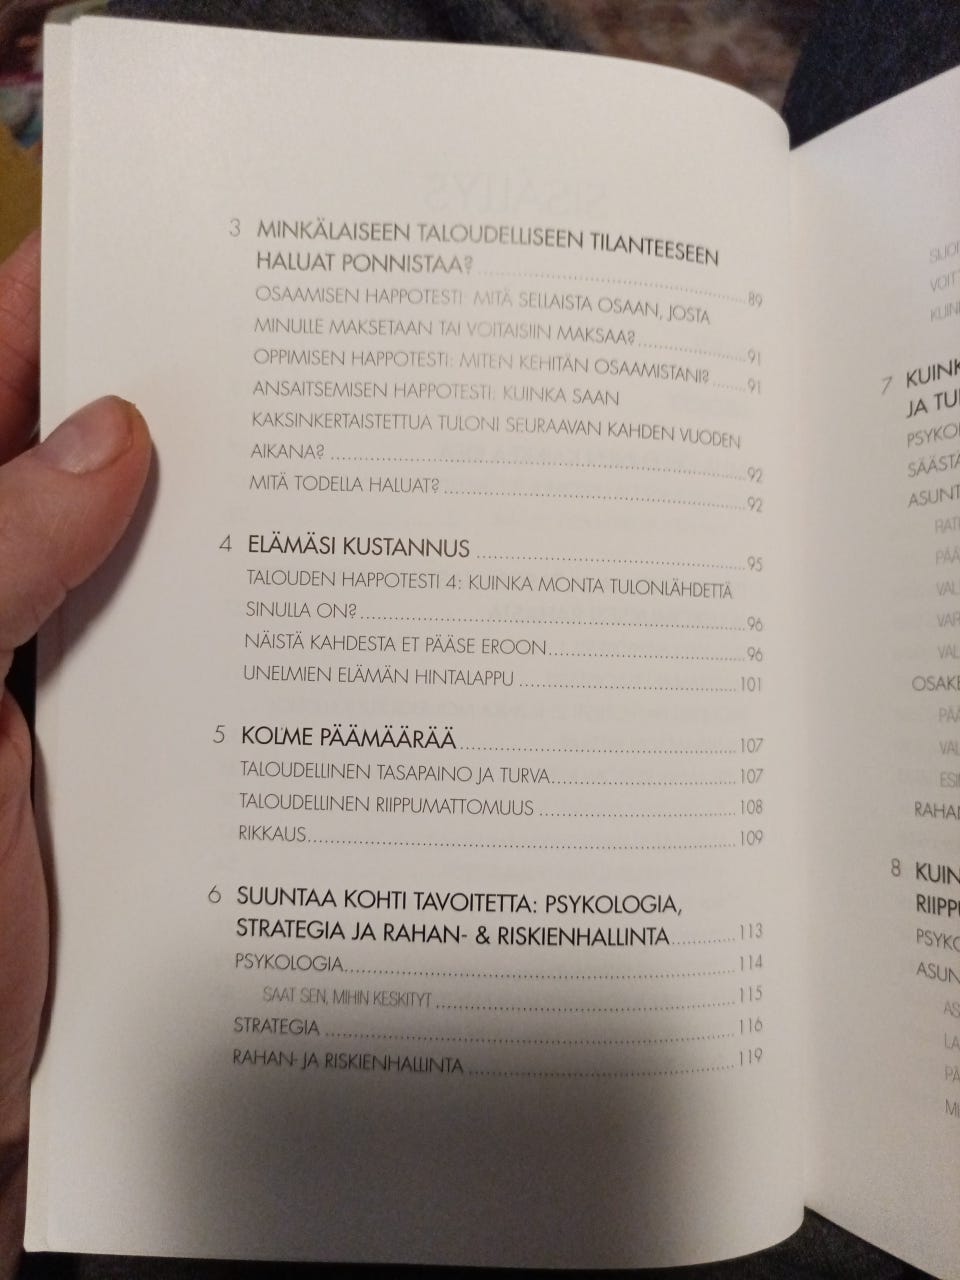 SISÄLLYS
3 MINKÄLAISEEN TALOUDELLISEEN TILANTEESEEN
HALUAT PONNISTAA? 89
OSAAMISEN HAPPOTESTI: MITÄ SELLAISTA OSAAN, JOSTA
MINULLE MAKSETAAN TAI VOITAISIIN MAKSAA? 91
OPPIMISEN HAPPOTESTI: MITEN KEHITÄN OSAAMISTANI? 91
ANSAITSEMISEN HAPPOTESTI: KUINKA SAAN
KAKSINKERTAISTETTUA TULONI SEURAAVAN KAHDEN VUODEN
AIKANA? 92
MITÄ TODELLA HALUAT? 92
4 ELÄMÄSI KUSTANNUS 95
TALOUDEN HAPPOTESTI 4: KUINKA MONTA TULONLÄHDETTÄ
SINULLA ON? 96
NÄISTÄ KAHDESTA ET PÄÄSE EROON 96
UNELMIEN ELÄMÄN HINTALAPPU 101
5 KOLME PÄÄMÄÄRÄÄ 107
TALOUDELLINEN TASAPAINO JA TURVA 107
TALOUDELLINEN RIIPPUMATTOMUUS 108
RIKKAUS 109
6 SUUNTAA KOHTI TAVOITETTA: PSYKOLOGIA,
STRATEGIA JA RAHAN- & RISKIENHALLINTA 113
PSYKOLOGIA 114
SAAT SEN, MIHIN KESKITYT 115
STRATEGIA 116
RAHAN- JA RISKIENHALLINTA 119
7
JA
8